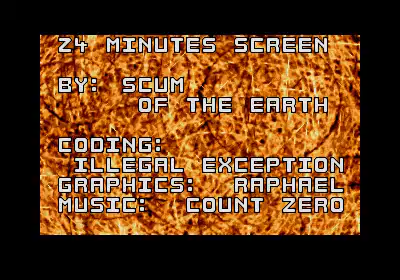 24 MINUTES SCREEN
BY: SCUM
OF THE EARTH
CODING:
ILLEGAL EXCEPTION
GRAPHICS: RAPHAEL
MUSIC: COUNT ZERO